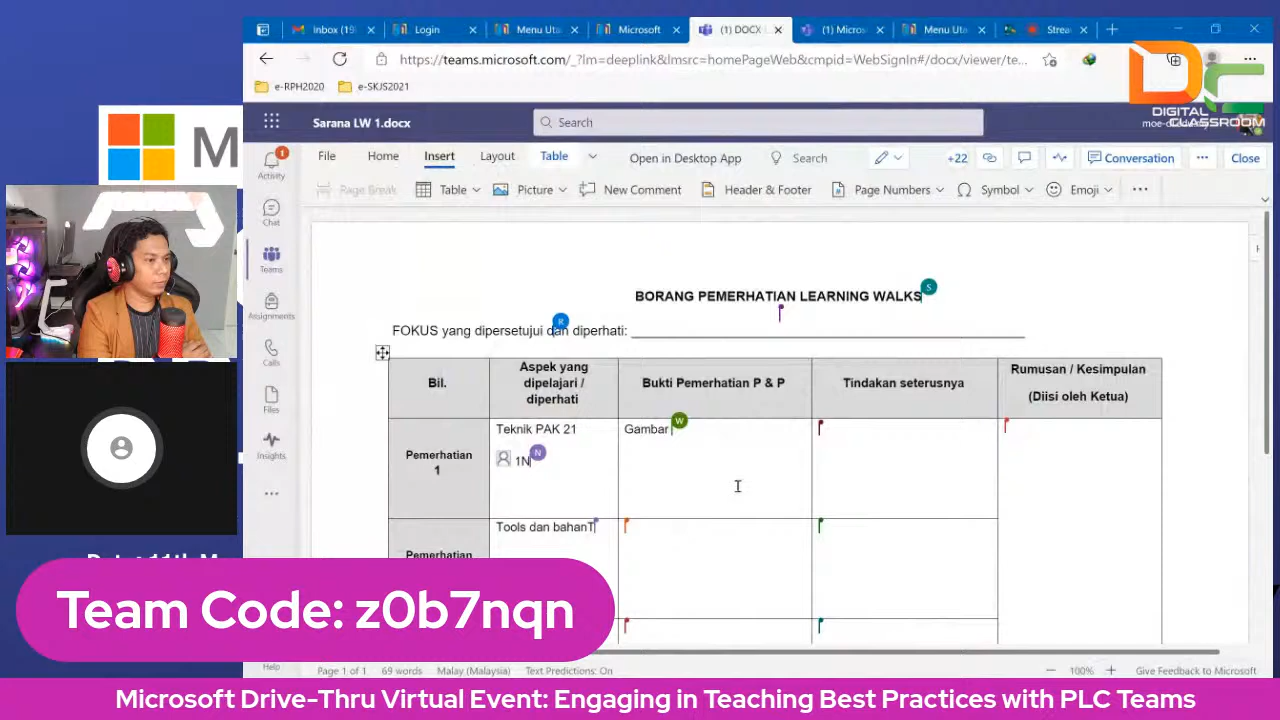 Inbox (19
Login
Menu Uta
Microsoft
(1) DOCX
(1) Micros
Menu Uta
Strea
https://teams.microsoft.com/_?lm=deeplink&lmsrc=homePageWeb&cmpid=WebSignIn#/docx/viewer/te...
e-RPH2020
e-SKJS2021
DIGITAL
CLASSROOM
Sarana LW 1.docx
Search
M
Activity
1
Chat
Teams
Assignments
Calls
Files
Insights
Help
File
Home
Insert
Layout
Table
Open in Desktop App
Search
+22
Conversation
Close
Page Break
Table
Picture
New Comment
Header & Footer
Page Numbers
Symbol
Emoji
BORANG PEMERHATIAN LEARNING WALKS
S
R
FOKUS yang dipersetujui dan diperhati:
Bil.
Aspek yang
dipelajari /
diperhati
Bukti Pemerhatian P & P
Tindakan seterusnya
Rumusan / Kesimpulan
(Diisi oleh Ketua)
Pemerhatian
1
Teknik PAK 21
1N
N
Gambar
W
Pemerhatian
Tools dan bahanT
Team Code: z0b7nqn
Page 1 of 1
69 words
Malay (Malaysia)
Text Predictions: On
100%
Give Feedback to Microsoft
Microsoft Drive-Thru Virtual Event: Engaging in Teaching Best Practices with PLC Teams